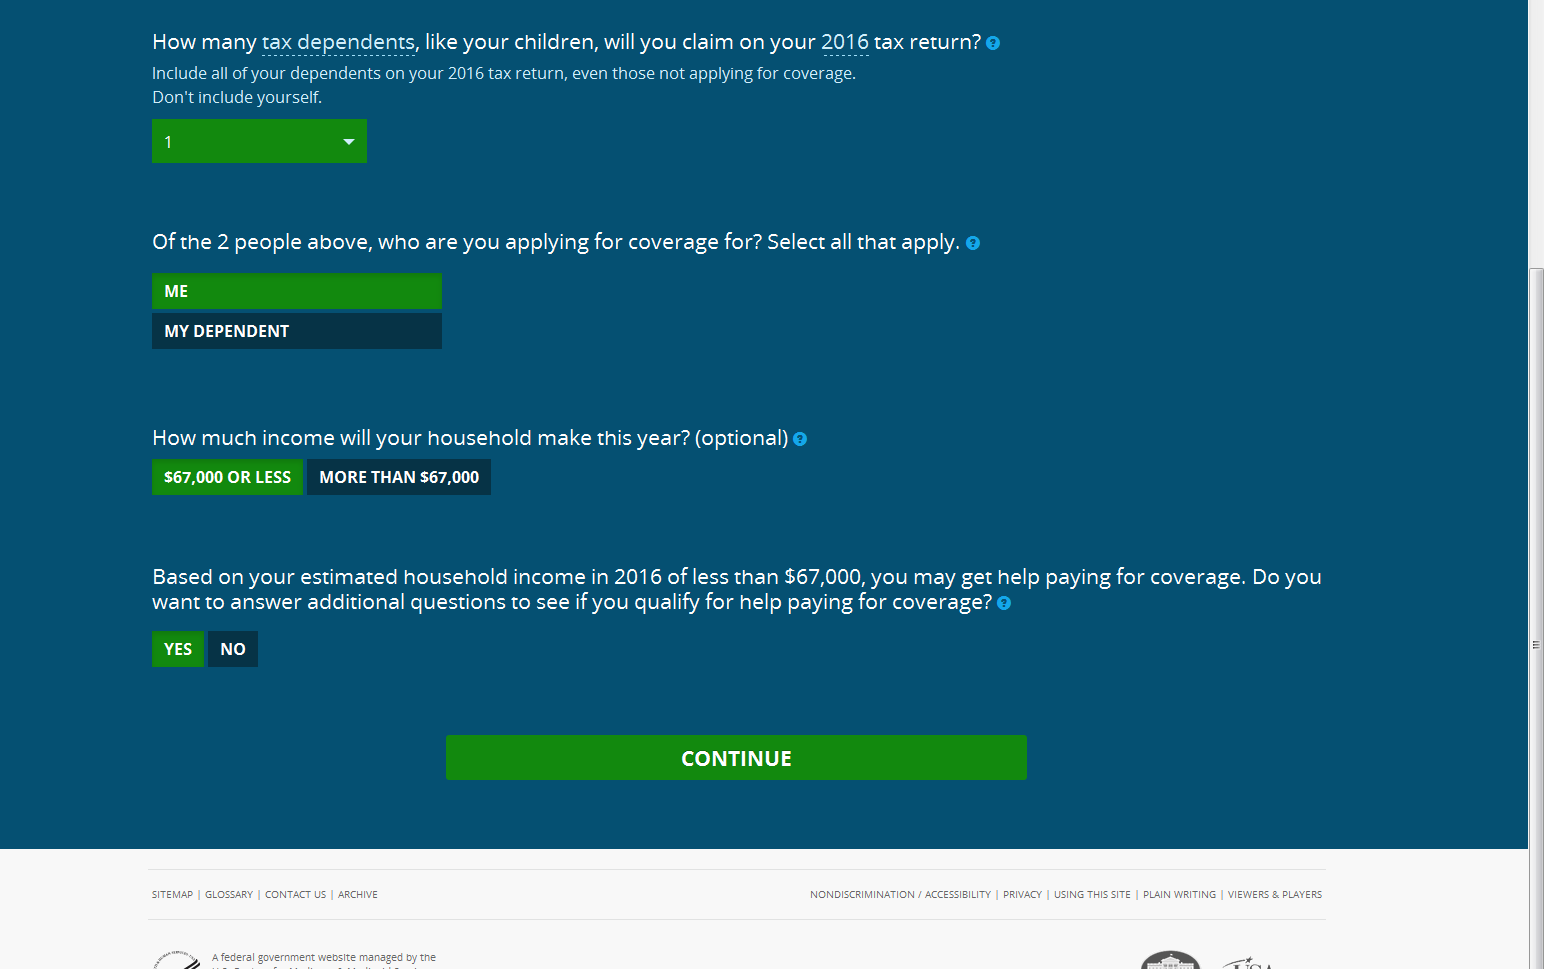 How many tax dependents, like your children, will you claim on your 2016 tax return?
Include all of your dependents on your 2016 tax return, even those not applying for coverage.
Don't include yourself.
1
Of the 2 people above, who are you applying for coverage for? Select all that apply.
ME
MY DEPENDENT
How much income will your household make this year? (optional)
$67,000 OR LESS MORE THAN $67,000
Based on your estimated household income in 2016 of less than $67,000, you may get help paying for coverage. Do you
want to answer additional questions to see if you qualify for help paying for coverage?
YES NO
CONTINUE
SITEMAP | GLOSSARY | CONTACT US | ARCHIVE NONDISCRIMINATION / ACCESSIBILITY | PRIVACY | USING THIS SITE | PLAIN WRITING | VIEWERS & PLAYERS
A federal government website managed by the
USA